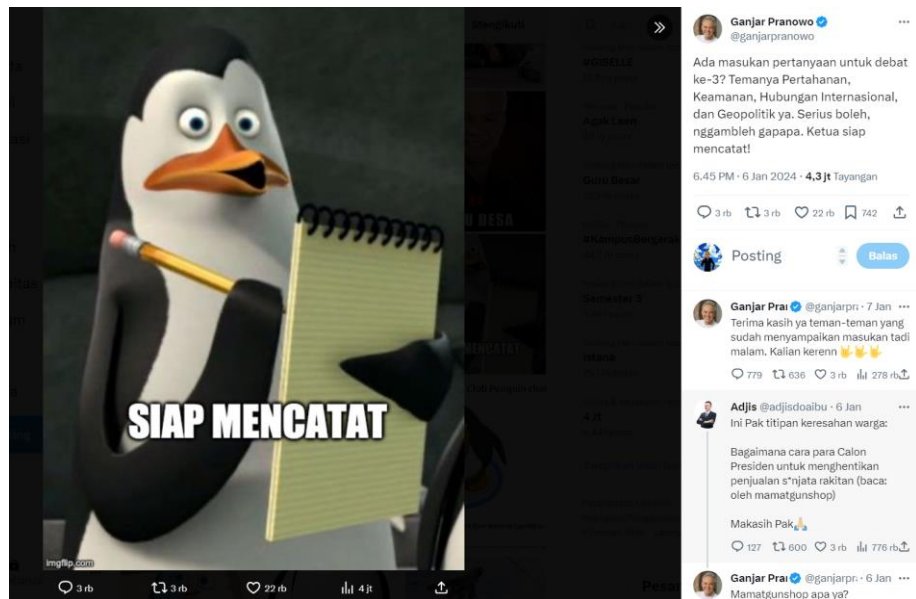 SIAP MENCATAT
imgflip.com
3 rb 3 rb 22 rb 4 jt
Ganjar Pranowo
@ganjarpranowo
Ada masukan pertanyaan untuk debat
ke-3? Temanya Pertahanan,
Keamanan, Hubungan Internasional,
dan Geopolitik ya. Serius boleh,
nggambleh gapapa. Ketua siap
mencatat!
6.45 PM · 6 Jan 2024 · 4,3 jt Tayangan
3 rb 3 rb 22 rb 742
Posting Balas
Ganjar Pra @ganjarpr · 7 Jan
Terima kasih ya teman-teman yang
sudah menyampaikan masukan tadi
malam. Kalian kerenn 🤟🤟🤟
779 636 3 rb 278 rb
Adjis @adjisdoaibu · 6 Jan
Ini Pak titipan keresahan warga:
Bagaimana cara para Calon
Presiden untuk menghentikan
penjualan s*njata rakitan (baca:
oleh mamatgunshop)
Makasih Pak🙏
127 600 3 rb 776 rb
Ganjar Pra @ganjarpr · 6 Jan
Mamatgunshop apa ya?